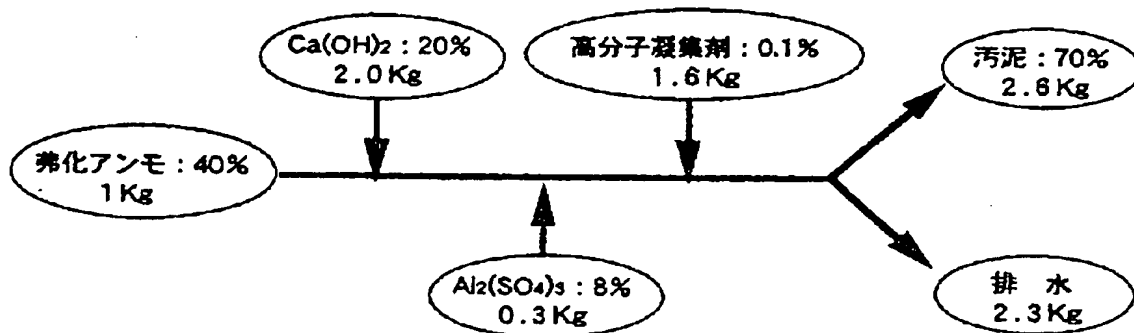 Ca(OH)2 : 20%
2.0Kg
高分子凝集剤 : 0.1%
1.6Kg
汚泥 : 70%
2.6Kg
弗化アンモ : 40%
1Kg
Al2(SO4)3 : 8%
0.3Kg
排 水
2.3Kg